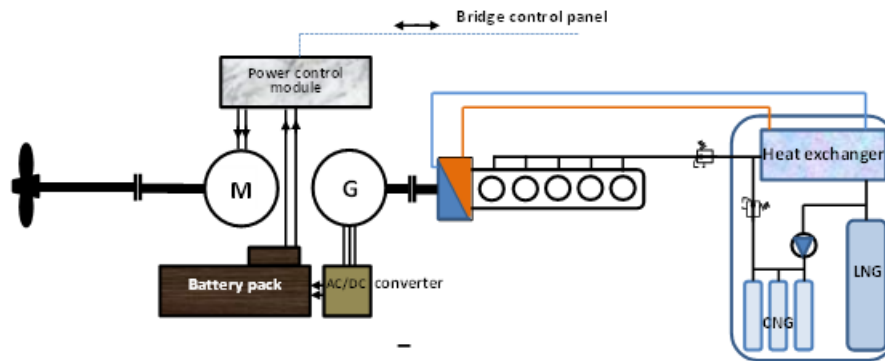 Bridge control panel
Power control
module
Heat exchanger
M
G
Battery pack
AC/DC converter
LNG
CNG